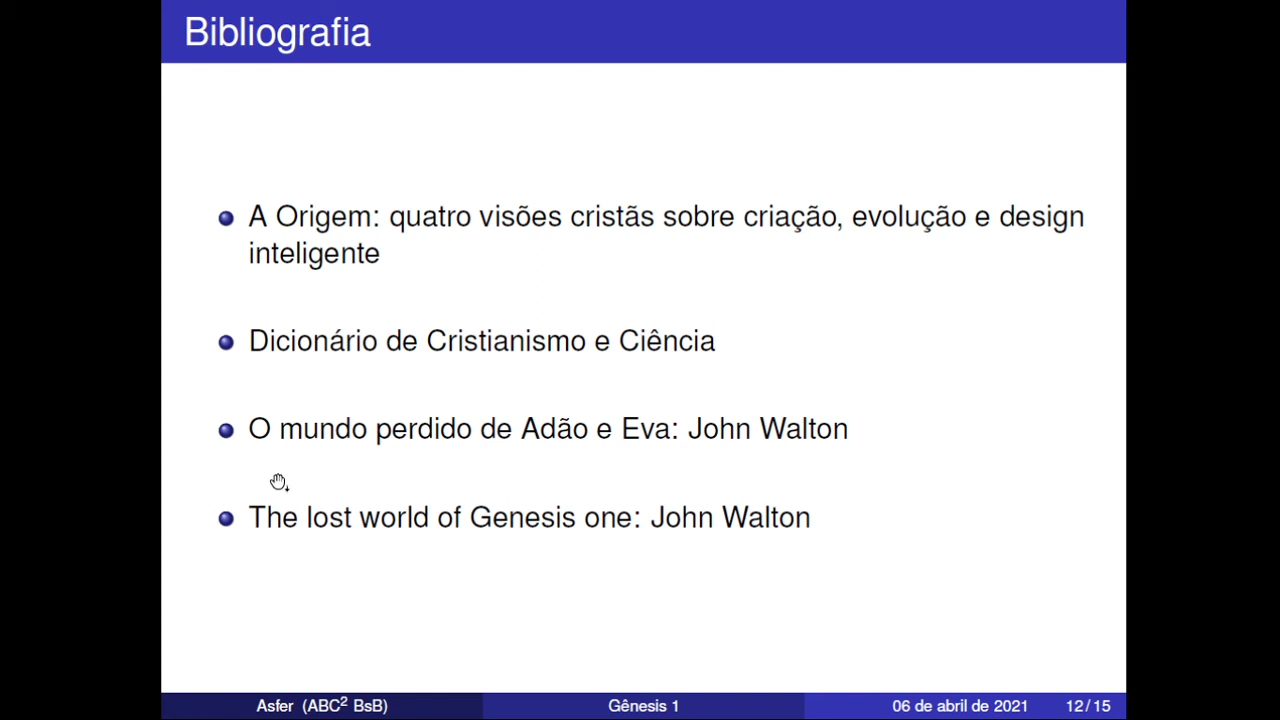 Bibliografia
A Origem: quatro visões cristãs sobre criação, evolução e design
inteligente
Dicionário de Cristianismo e Ciência
O mundo perdido de Adão e Eva: John Walton
The lost world of Genesis one: John Walton
Asfer (ABC² BsB) Gênesis 1 06 de abril de 2021 12/15